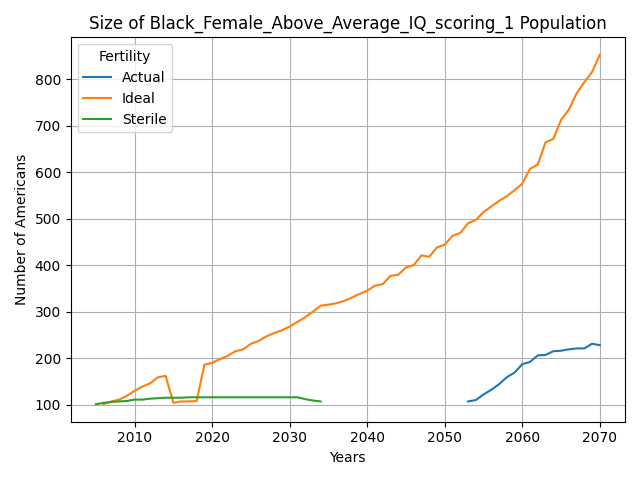 Size of Black_Female_Above_Average_IQ_scoring_1 Population
Fertility
Actual
Ideal
Sterile
Number of Americans
800
700
600
500
400
300
200
100
2010 2020 2030 2040 2050 2060 2070
Years